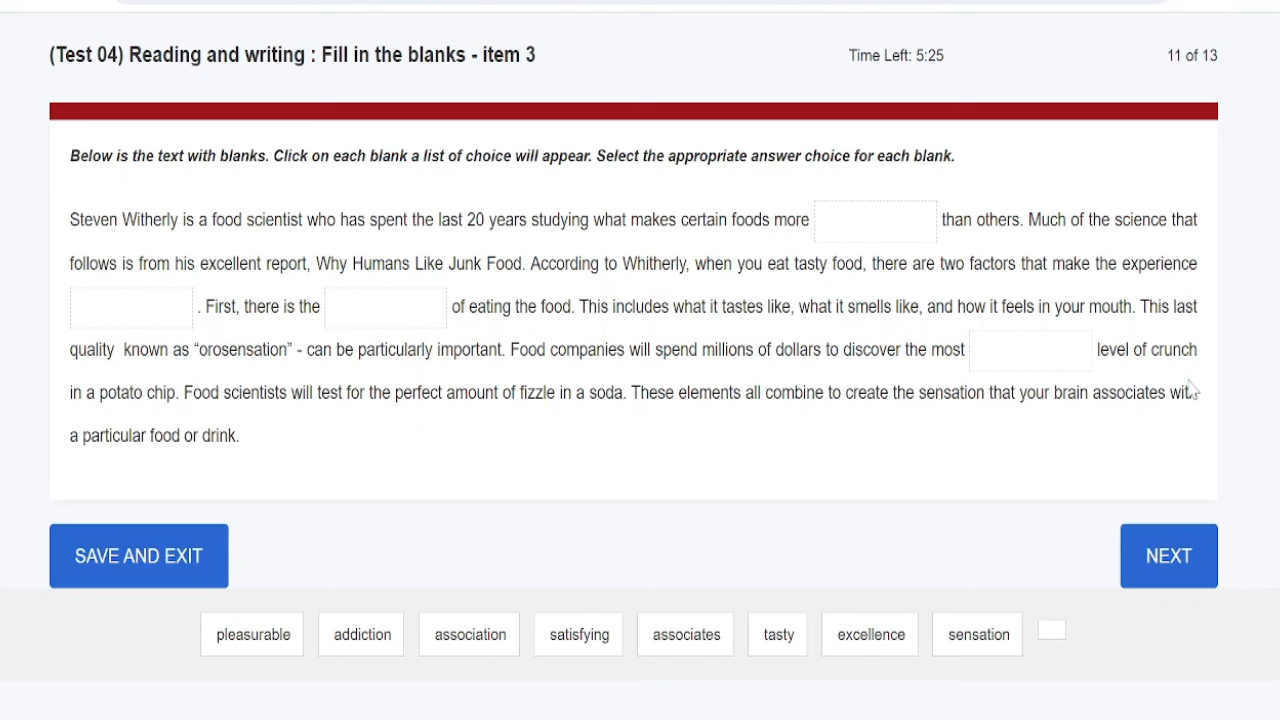 (Test 04) Reading and writing : Fill in the blanks - item 3
Time Left: 5:25
11 of 13
Below is the text with blanks. Click on each blank a list of choice will appear. Select the appropriate answer choice for each blank.
Steven Witherly is a food scientist who has spent the last 20 years studying what makes certain foods more than others. Much of the science that
follows is from his excellent report, Why Humans Like Junk Food. According to Whitherly, when you eat tasty food, there are two factors that make the experience
. First, there is the of eating the food. This includes what it tastes like, what it smells like, and how it feels in your mouth. This last
quality known as “orosensation” - can be particularly important. Food companies will spend millions of dollars to discover the most level of crunch
in a potato chip. Food scientists will test for the perfect amount of fizzle in a soda. These elements all combine to create the sensation that your brain associates wit
a particular food or drink.
SAVE AND EXIT
NEXT
pleasurable addiction association satisfying associates tasty excellence sensation